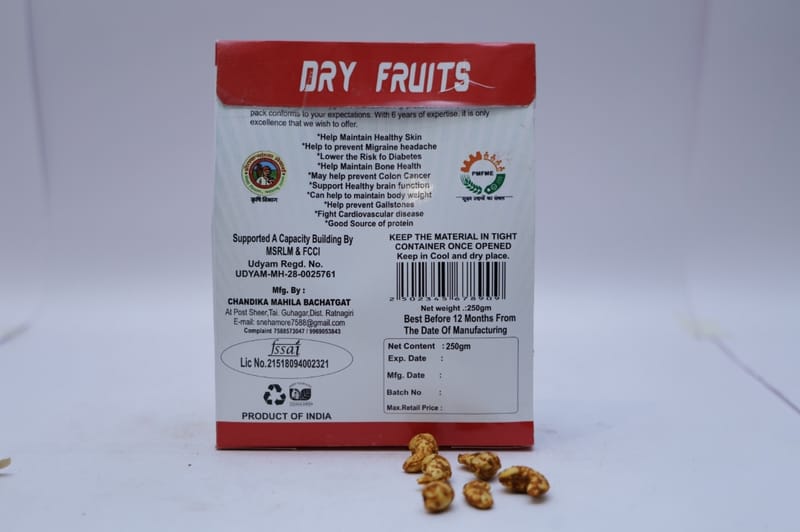 DRY FRUITS
pack conforms to your expectations. With 6 years of expertise. it is only
excellence that we wish to offer.
*Help Maintain Healthy Skin
*Help to prevent Migraine headache
*Lower the Risk fo Diabetes
*Help Maintain Bone Health
*May help prevent Colon Cancer
*Support Healthy brain function
*Can help to maintain body weight
*Help prevent Gallstones
*Fight Cardiovascular disease
*Good Source of protein
कृषि विभाग
PMFME
Supported A Capacity Building By
MSRLM & FCCI
Udyam Regd. No.
UDYAM-MH-28-0025761
Mfg. By :
CHANDIKA MAHILA BACHATGAT
At Post Sheer,Tai. Guhagar,Dist. Ratnagiri
E-mail: snehamore7588@gmail.com
Complaint 7588573047 / 9969053843
fssai
Lic No.21518094002321
PRODUCT OF INDIA
KEEP THE MATERIAL IN TIGHT
CONTAINER ONCE OPENED
Keep in Cool and dry place.
2502345678909
Net weight .:250gm
Best Before 12 Months From
The Date Of Manufacturing
Net Content : 250gm
Exp. Date :
Mfg. Date :
Batch No :
Max.Retail Price :